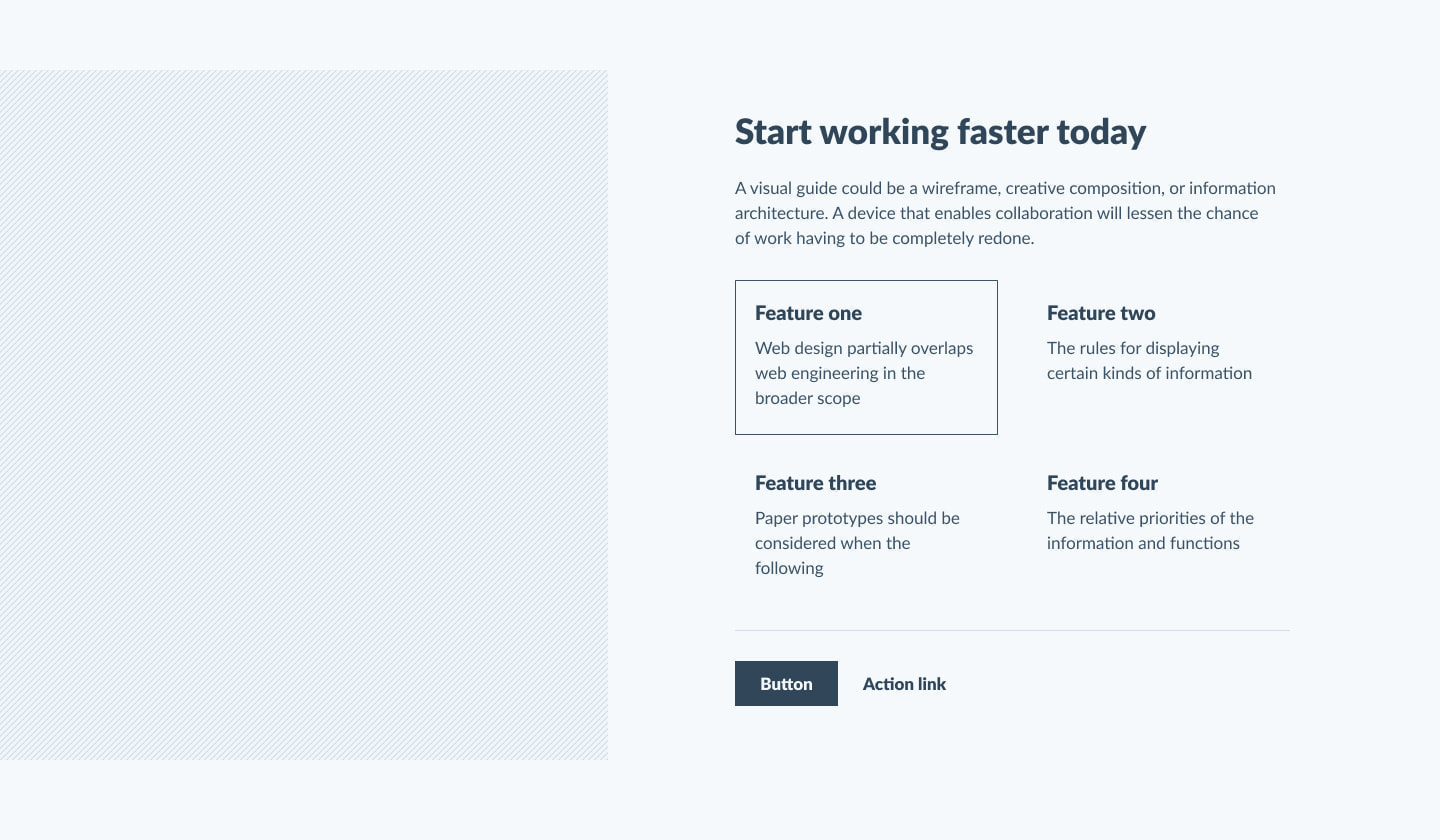 Start working faster today
A visual guide could be a wireframe, creative composition, or information
architecture. A device that enables collaboration will lessen the chance
of work having to be completely redone.
Feature one
Web design partially overlaps
web engineering in the
broader scope
Feature two
The rules for displaying
certain kinds of information
Feature three
Paper prototypes should be
considered when the
following
Feature four
The relative priorities of the
information and functions
Button
Action link